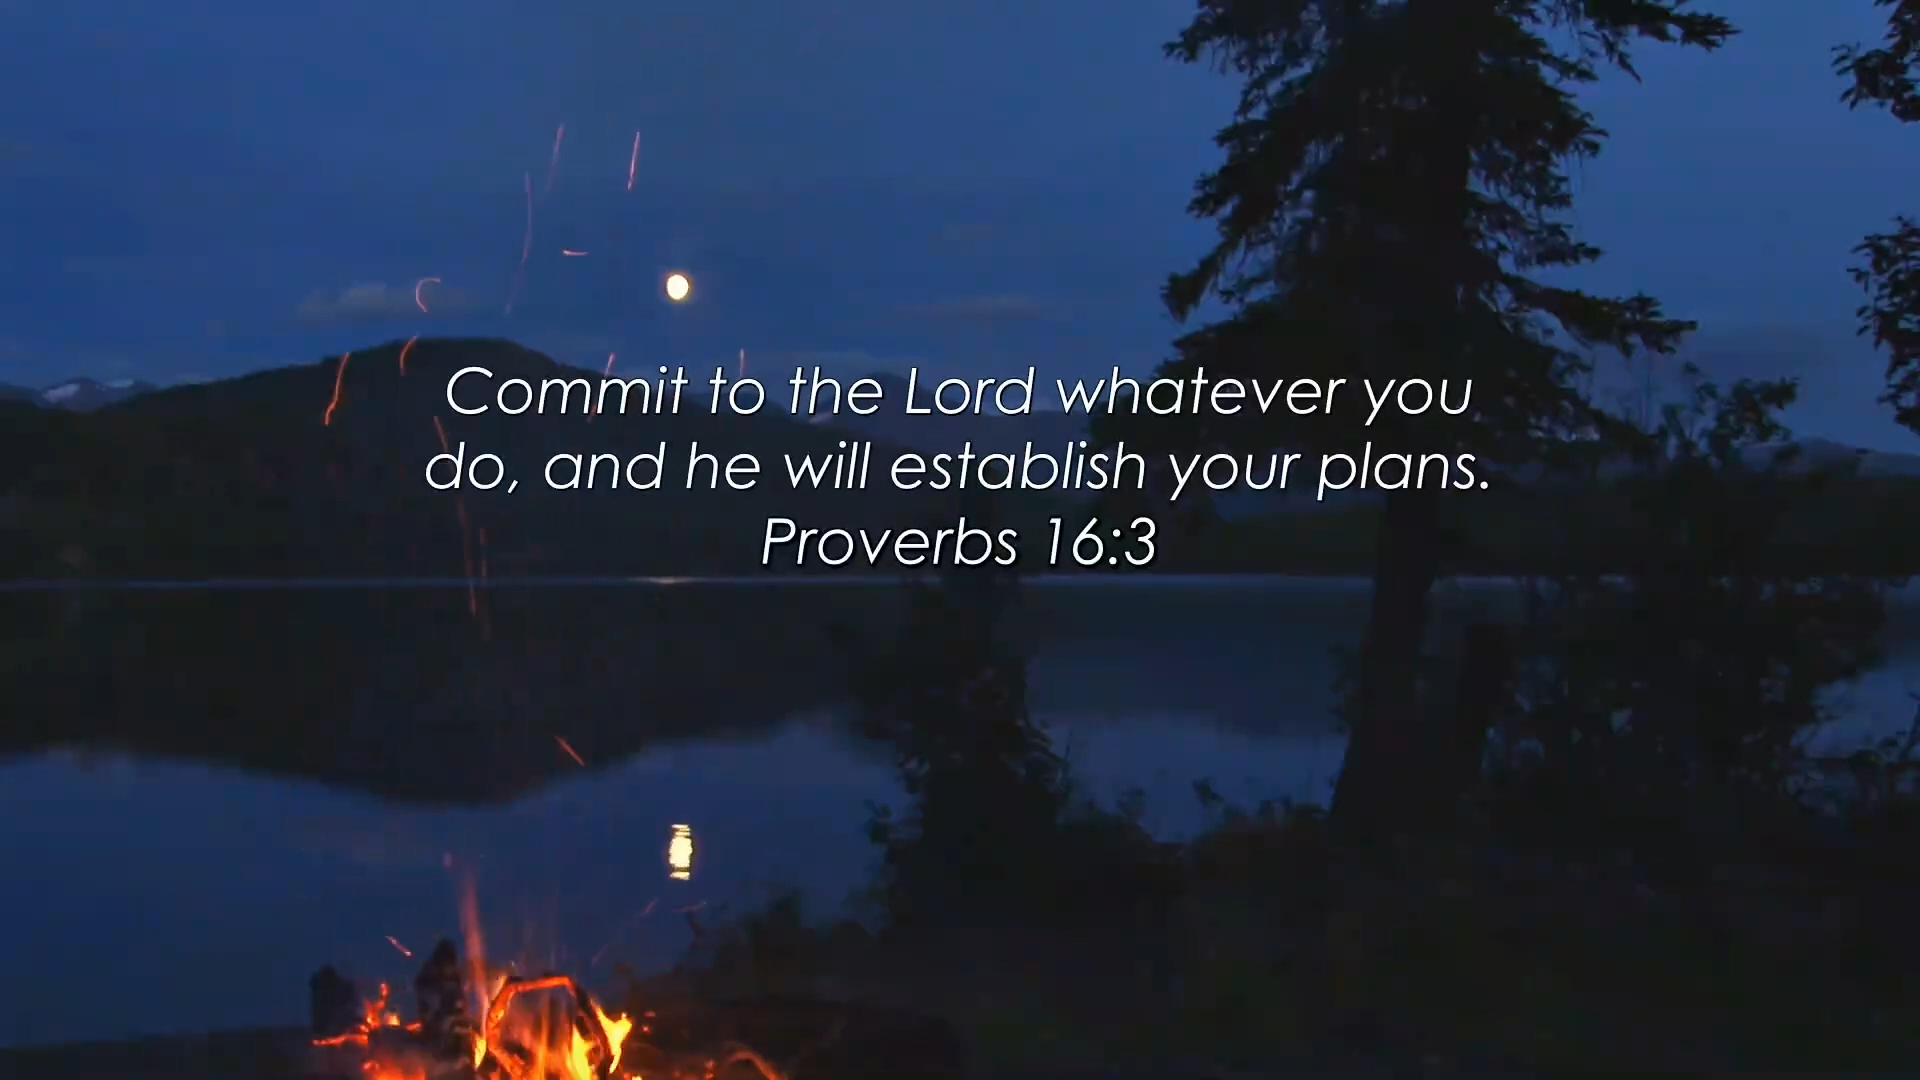 Commit to the Lord whatever you
do, and he will establish your plans.
Proverbs 16:3